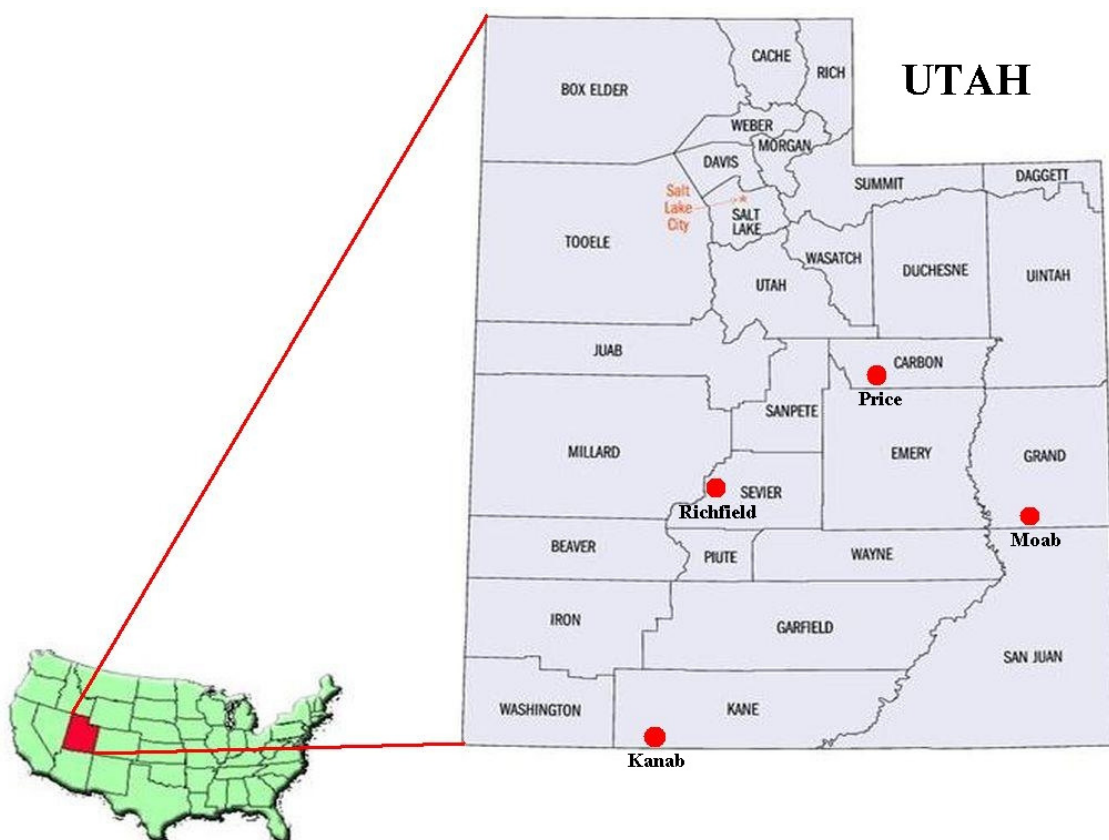 UTAH
CACHE
RICH
BOX ELDER
WEBER
MORGAN
DAVIS
SUMMIT
DAGGETT
Salt
Lake
City
SALT
LAKE
TOOELE
WASATCH
DUCHESNE
UINTAH
UTAH
JUAB
CARBON
Price
SANPETE
MILLARD
EMERY
GRAND
SEVIER
Richfield
Moab
BEAVER
PIUTE
WAYNE
IRON
GARFIELD
SAN JUAN
WASHINGTON
KANE
Kanab